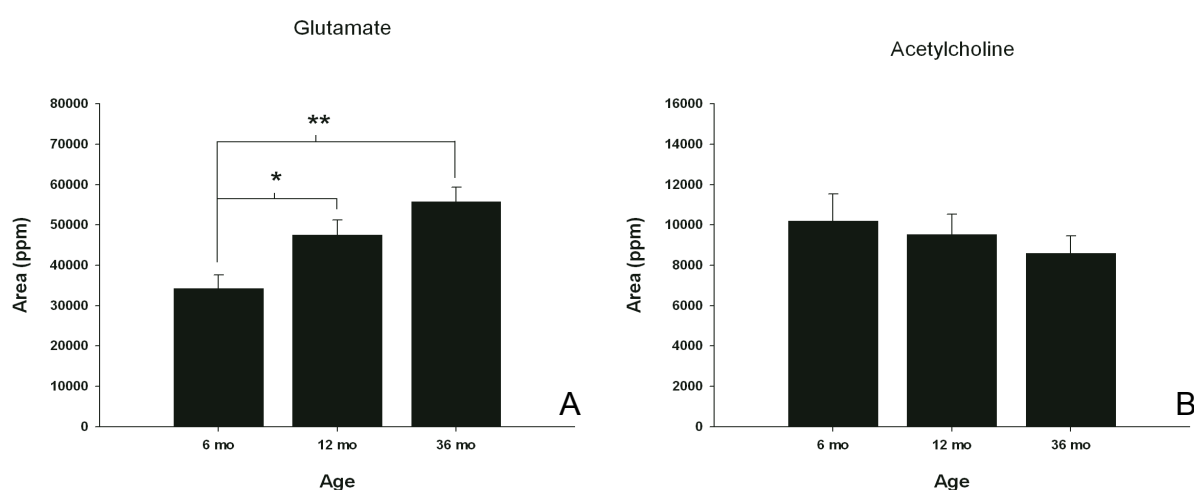 Glutamate
80000
70000
60000
50000
40000
30000
20000
10000
0
Area (ppm)
**
*
6 mo 12 mo 36 mo
Age
A
Acetylcholine
16000
14000
12000
10000
8000
6000
4000
2000
0
Area (ppm)
6 mo 12 mo 36 mo
Age
B